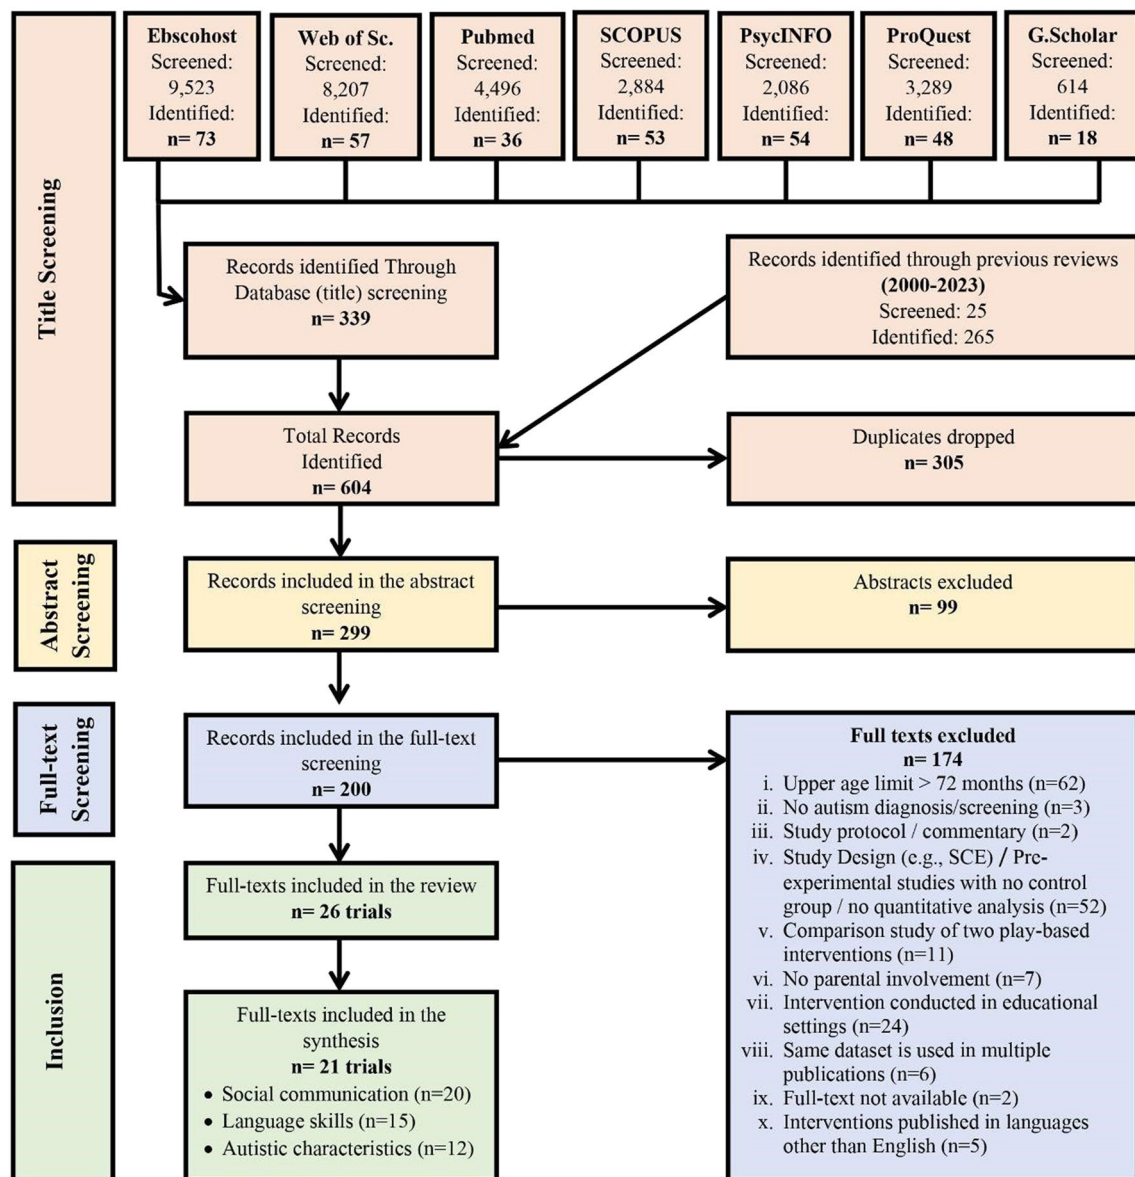 Title Screening
Ebscohost
Screened:
9,523
Identified:
n= 73
Web of Sc.
Screened:
8,207
Identified:
n= 57
Pubmed
Screened:
4,496
Identified:
n= 36
SCOPUS
Screened:
2,884
Identified:
n= 53
PsycINFO
Screened:
2,086
Identified:
n= 54
ProQuest
Screened:
3,289
Identified:
n= 48
G.Scholar
Screened:
614
Identified:
n= 18
Records identified Through
Database (title) screening
n= 339
Records identified through previous reviews
(2000-2023)
Screened: 25
Identified: 265
Total Records
Identified
n= 604
Duplicates dropped
n= 305
Abstract
Screening
Records included in the abstract
screening
n= 299
Abstracts excluded
n= 99
Full-text
Screening
Records included in the full-text
screening
n= 200
Full texts excluded
n= 174
i. Upper age limit > 72 months (n=62)
ii. No autism diagnosis/screening (n=3)
iii. Study protocol / commentary (n=2)
iv. Study Design (e.g., SCE) / Pre-
experimental studies with no control
group / no quantitative analysis (n=52)
v. Comparison study of two play-based
interventions (n=11)
vi. No parental involvement (n=7)
vii. Intervention conducted in educational
settings (n=24)
viii. Same dataset is used in multiple
publications (n=6)
ix. Full-text not available (n=2)
x. Interventions published in languages
other than English (n=5)
Inclusion
Full-texts included in the review
n= 26 trials
Full-texts included in the
synthesis
n= 21 trials
• Social communication (n=20)
• Language skills (n=15)
• Autistic characteristics (n=12)